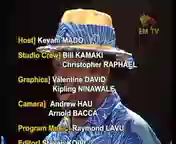 EM TV
Host] Kevam MADO
Studio Crew] Bill KAMAKI
Christopher RAPHAEL
Graphics] Valentine DAVID
Kipling NINAWALE
Camera] Andrew HAU
Arnold BACCA
Program Music] Raymond LAVU
Editor]